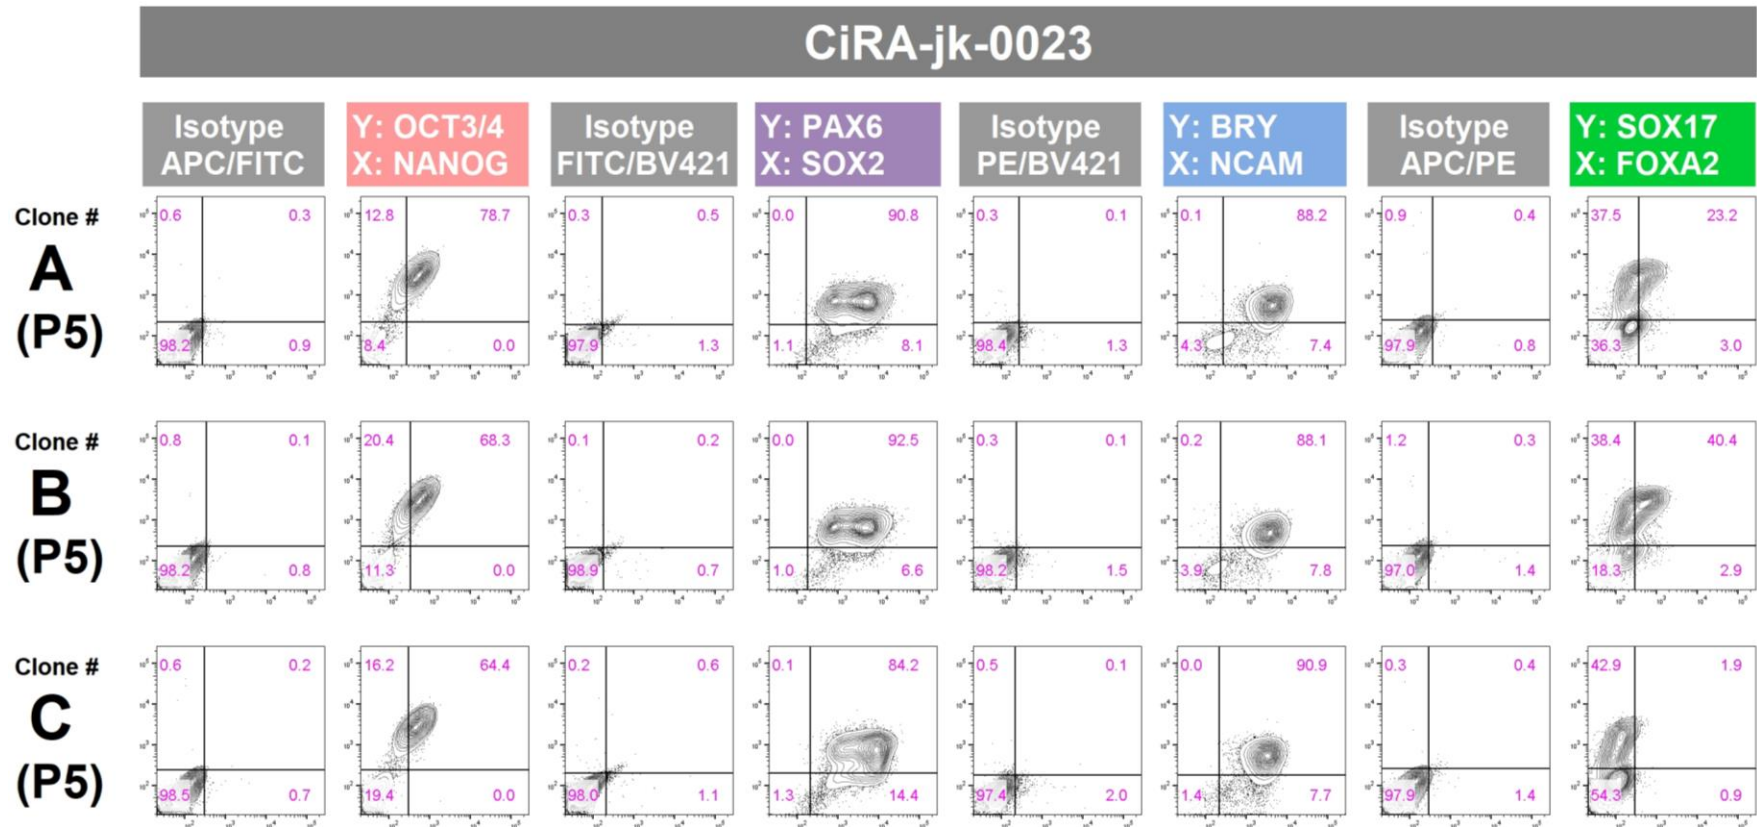 CiRA-jk-0023
Isotype APC/FITC
Y: OCT3/4
X: NANOG
Isotype FITC/BV421
Y: PAX6
X: SOX2
Isotype PE/BV421
Y: BRY
X: NCAM
Isotype APC/PE
Y: SOX17
X: FOXA2
Clone #
A
(P5)
0.6 0.3 12.8 78.7 0.3 0.5 0.0 90.8 0.3 0.1 0.1 88.2 0.9 0.4 37.5 23.2
98.2 0.9 8.4 0.0 97.9 1.3 1.1 8.1 98.4 1.3 4.3 7.4 97.9 0.8 36.3 3.0
Clone #
B
(P5)
0.8 0.1 20.4 68.3 0.1 0.2 0.0 92.5 0.3 0.1 0.2 88.1 1.2 0.3 38.4 40.4
98.2 0.8 11.3 0.0 98.9 0.7 1.0 6.6 98.2 1.5 3.9 7.8 97.0 1.4 18.3 2.9
Clone #
C
(P5)
0.6 0.2 16.2 64.4 0.2 0.6 0.1 84.2 0.5 0.1 0.0 90.9 0.3 0.4 42.9 1.9
98.5 0.7 19.4 0.0 98.0 1.1 1.3 14.4 97.4 2.0 1.4 7.7 97.9 1.4 54.3 0.9